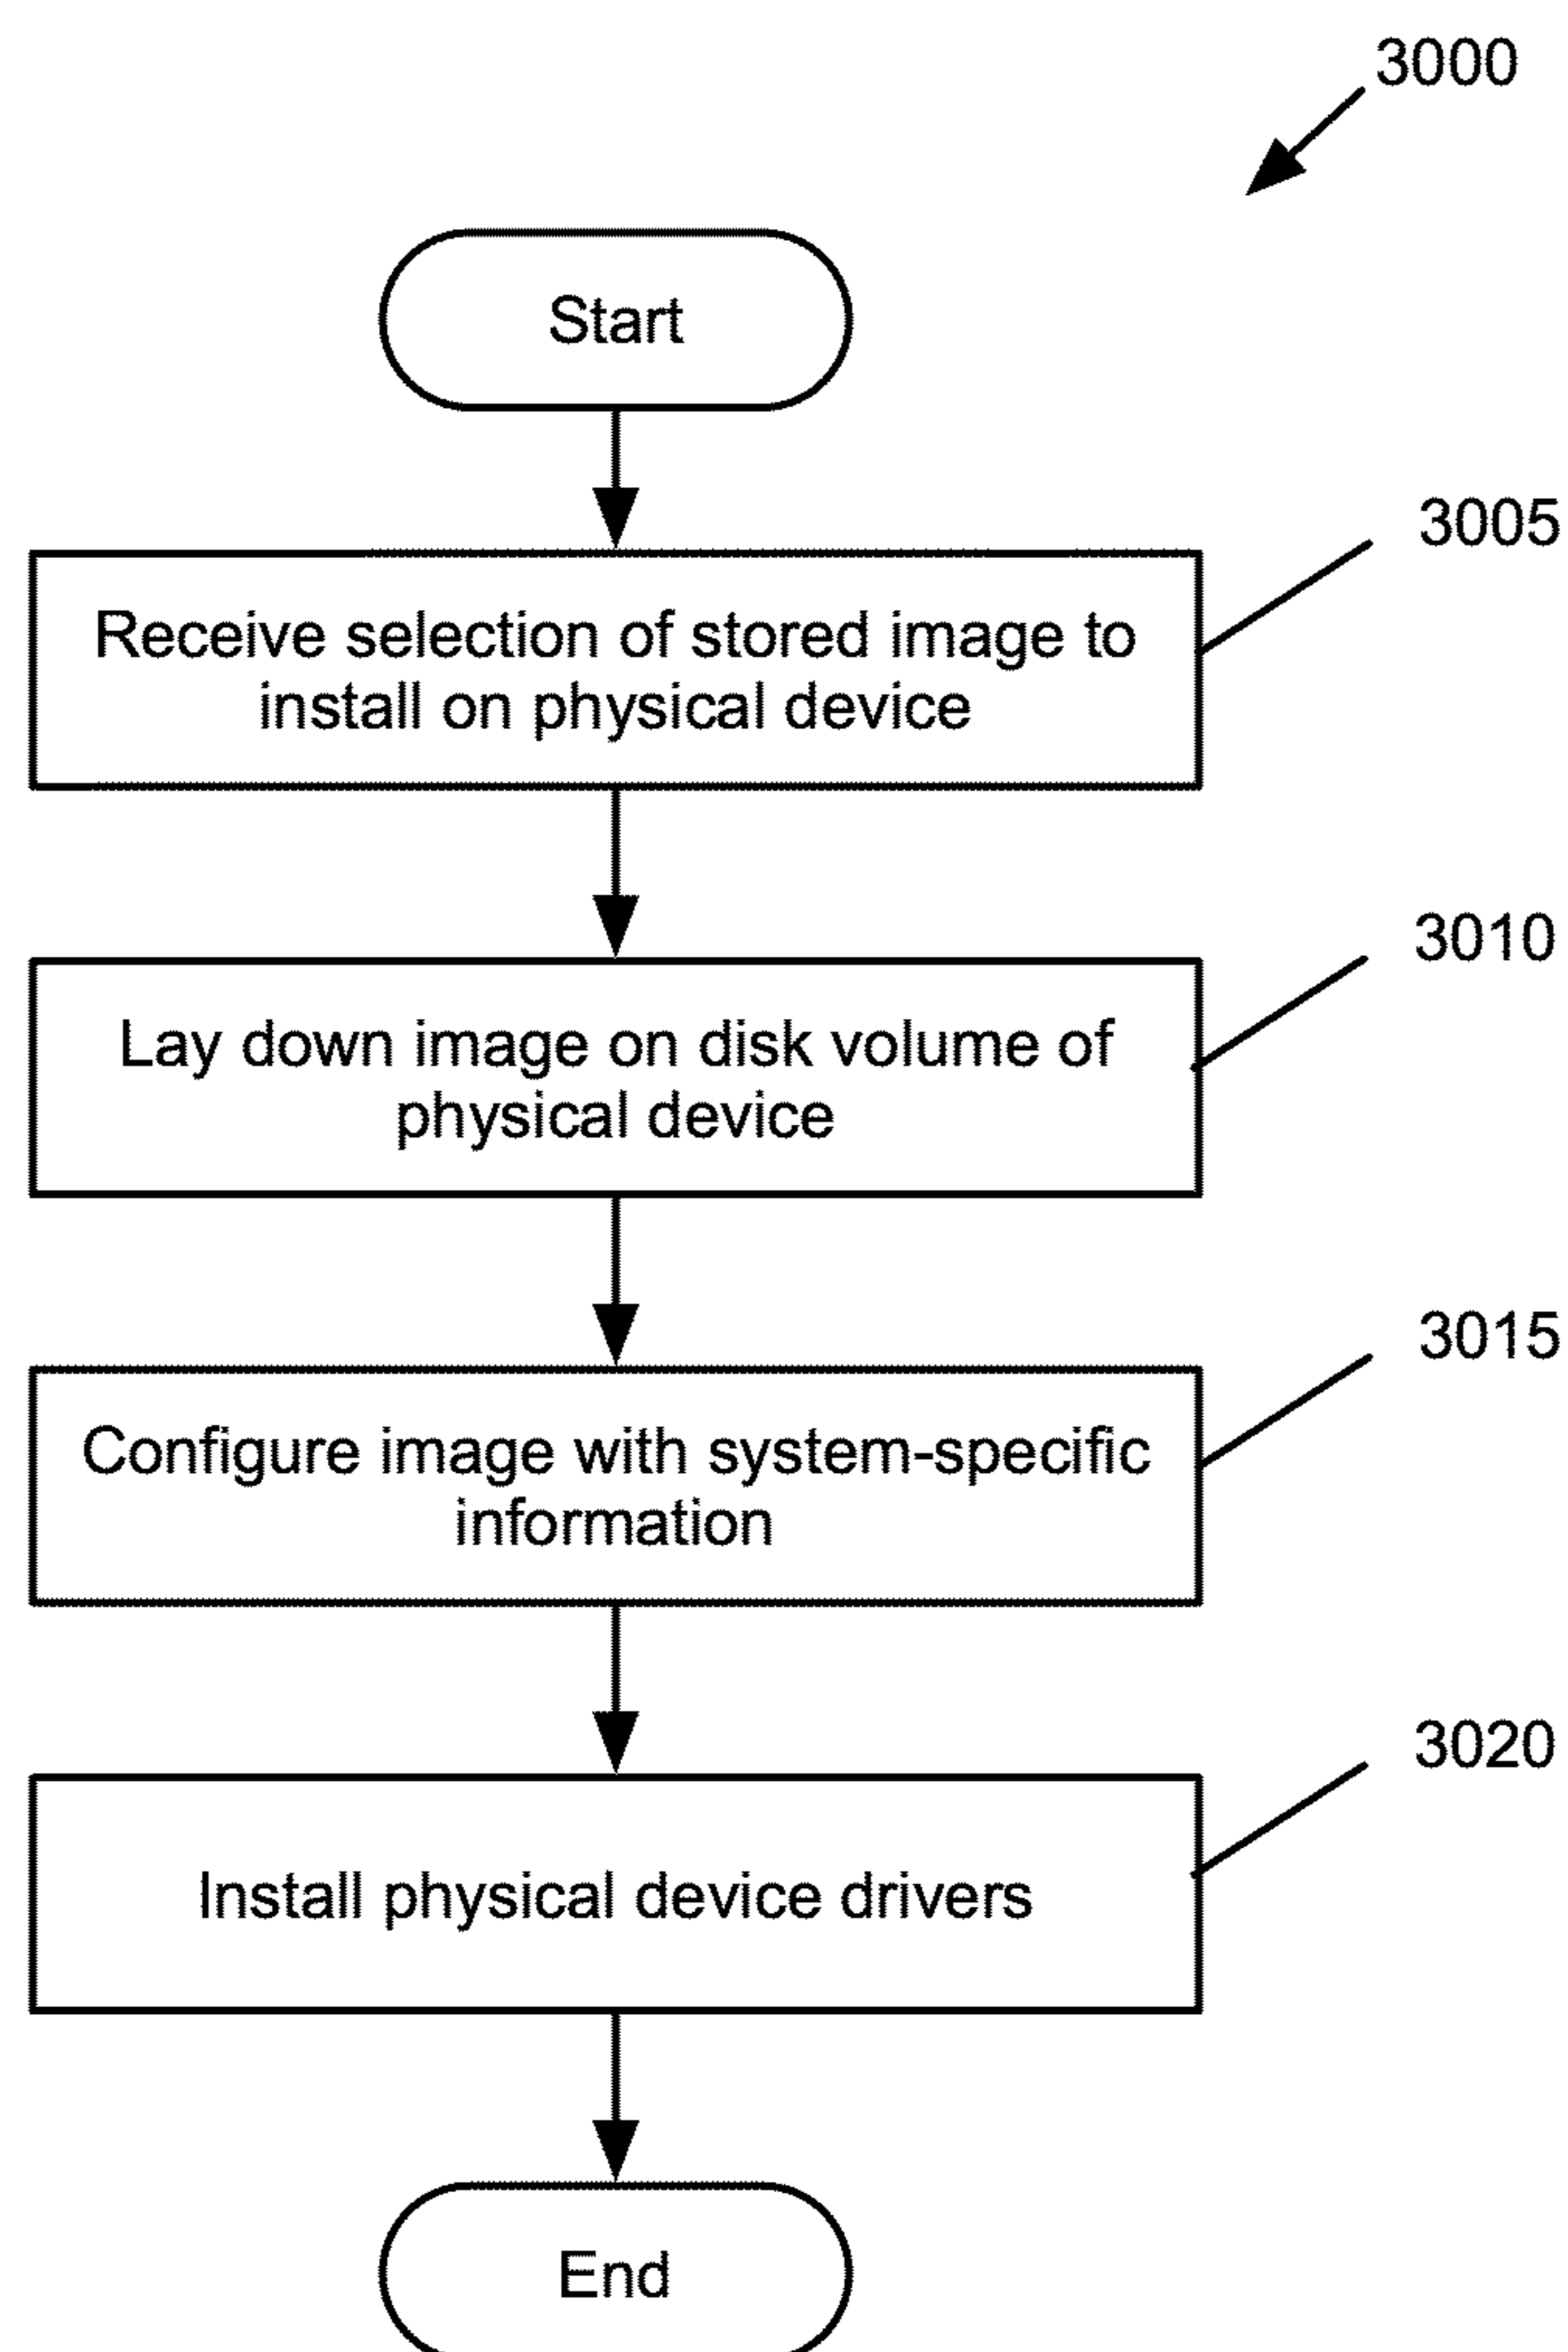 3000
Start
3005
Receive selection of stored image to
install on physical device
3010
Lay down image on disk volume of
physical device
3015
Configure image with system-specific
information
3020
Install physical device drivers
End